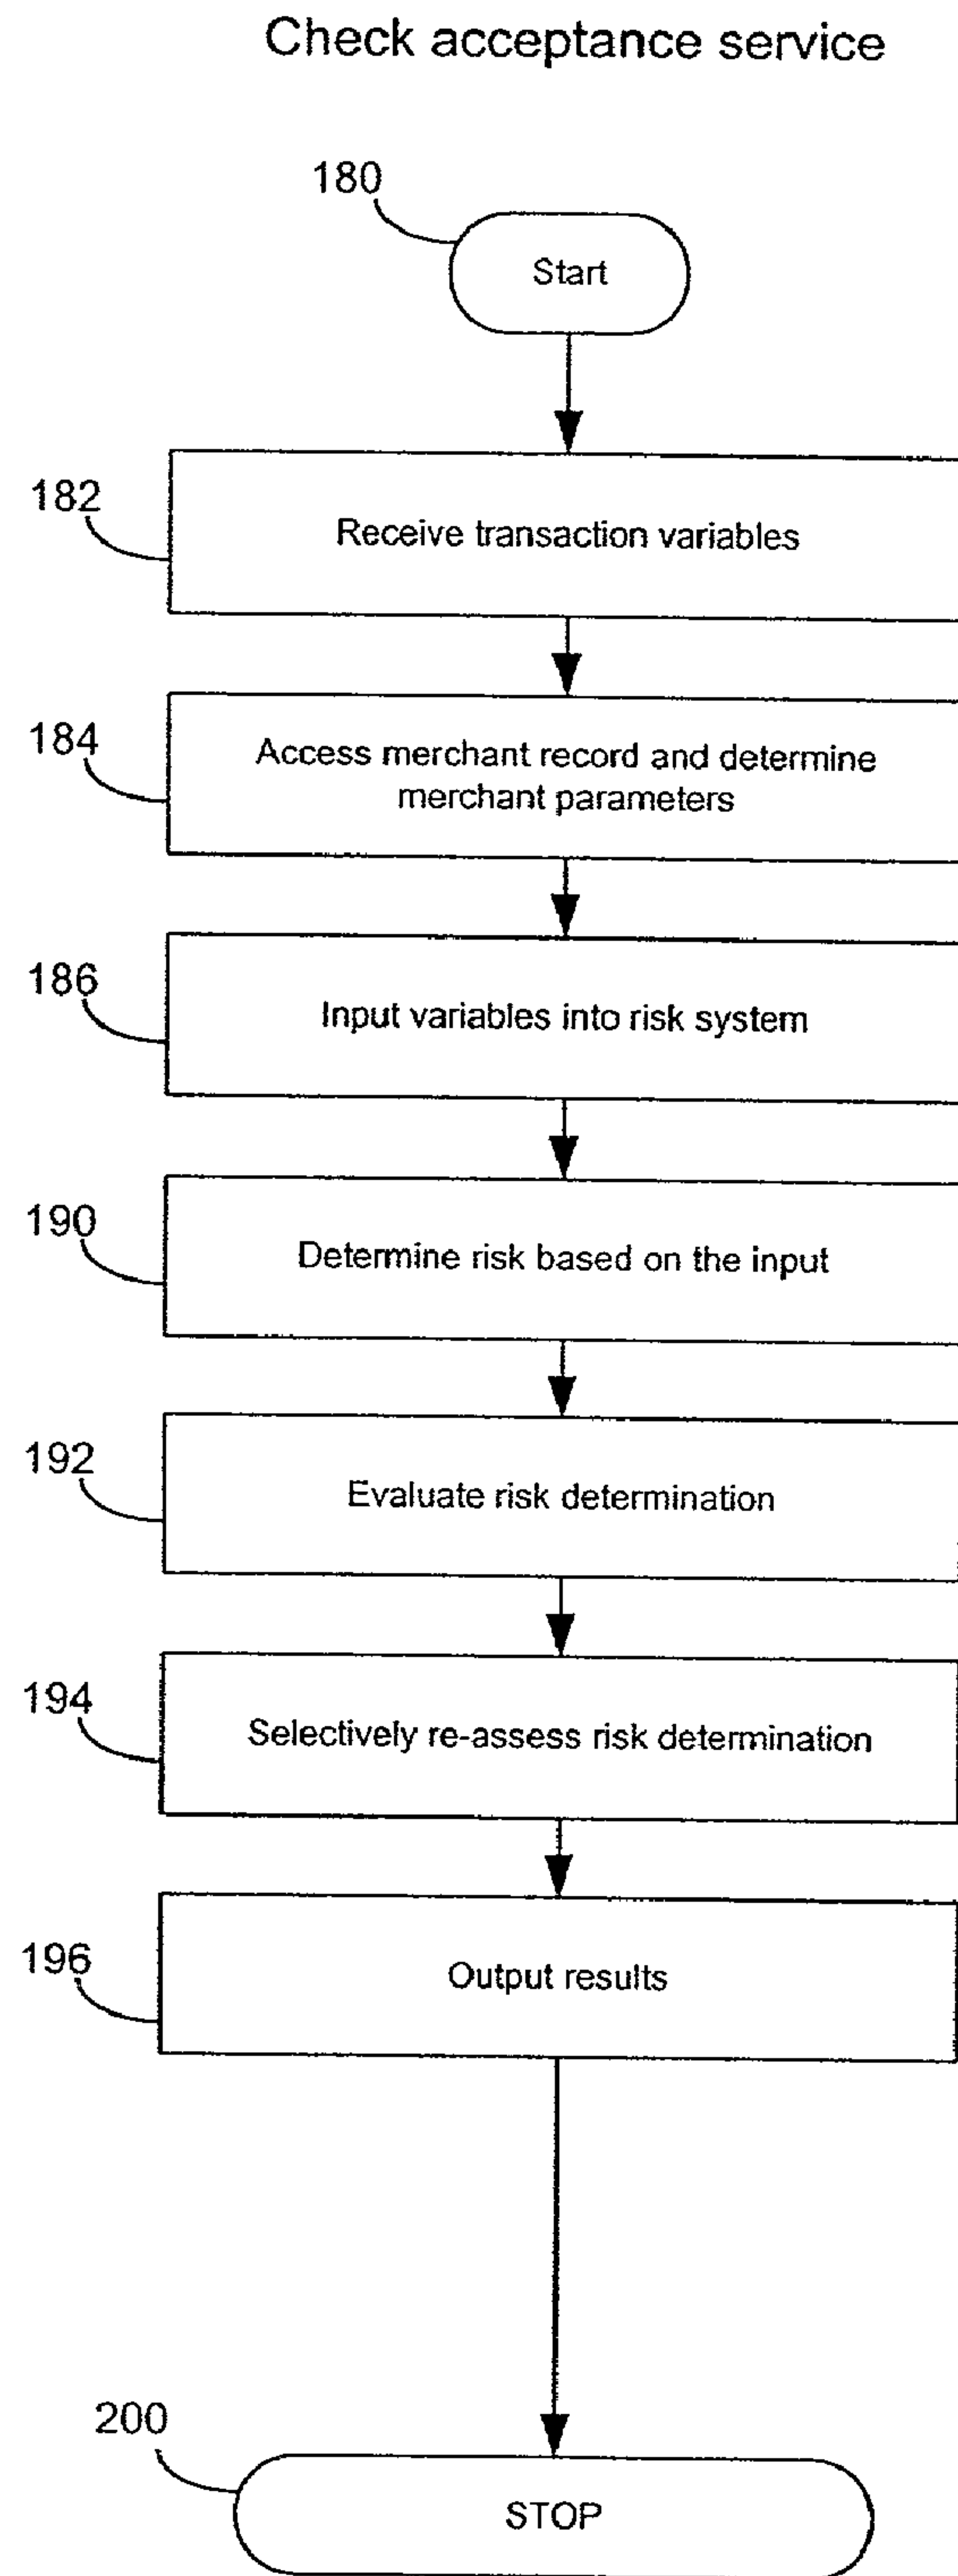 Check acceptance service
180
Start
182
Receive transaction variables
184
Access merchant record and determine
merchant parameters
186
Input variables into risk system
190
Determine risk based on the input
192
Evaluate risk determination
194
Selectively re-assess risk determination
196
Output results
200
STOP